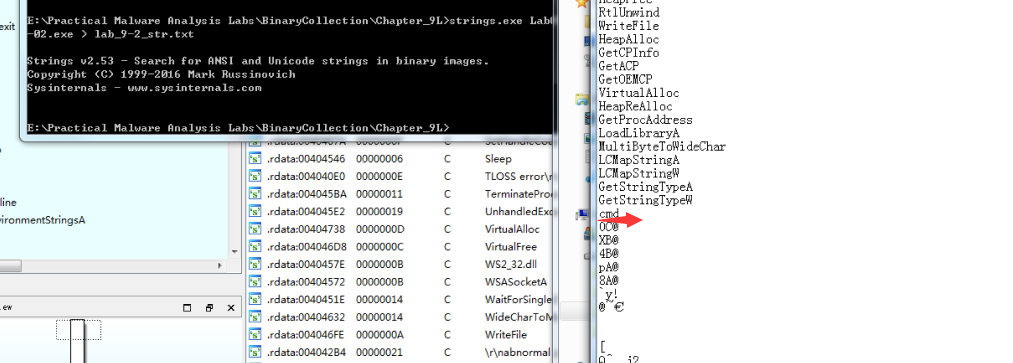 exit
line
vironmentStringsA
ew
E:\Practical Malware Analysis Labs\BinaryCollection\Chapter_9L>strings.exe Lab
-02.exe > lab_9-2_str.txt
Strings v2.53 - Search for ANSI and Unicode strings in binary images.
Copyright (C) 1999-2016 Mark Russinovich
Sysinternals - www.sysinternals.com
E:\Practical Malware Analysis Labs\BinaryCollection\Chapter_9L>
.rdata:00404546 00000006 C Sleep
.rdata:004040E0 0000000E C TLOSS error\r
.rdata:004045BA 00000011 C TerminateProc
.rdata:004045E2 00000019 C UnhandledExc
.rdata:00404738 0000000D C VirtualAlloc
.rdata:004046D8 0000000C C VirtualFree
.rdata:0040457E 0000000B C WS2_32.dll
.rdata:00404572 0000000B C WSASocketA
.rdata:0040451E 00000014 C WaitForSingle
.rdata:00404632 00000014 C WideCharToM
.rdata:004046FE 0000000A C WriteFile
.rdata:004042B4 00000021 C \r\nabnormal
HeapFree
RtlUnwind
WriteFile
HeapAlloc
GetCPInfo
GetACP
GetOEMCP
VirtualAlloc
HeapReAlloc
GetProcAddress
LoadLibraryA
MultiByteToWideChar
LCMapStringA
LCMapStringW
GetStringTypeA
GetStringTypeW
cmd
0C@
XB@
4B@
pA@
8A@
`y!
@ €
[